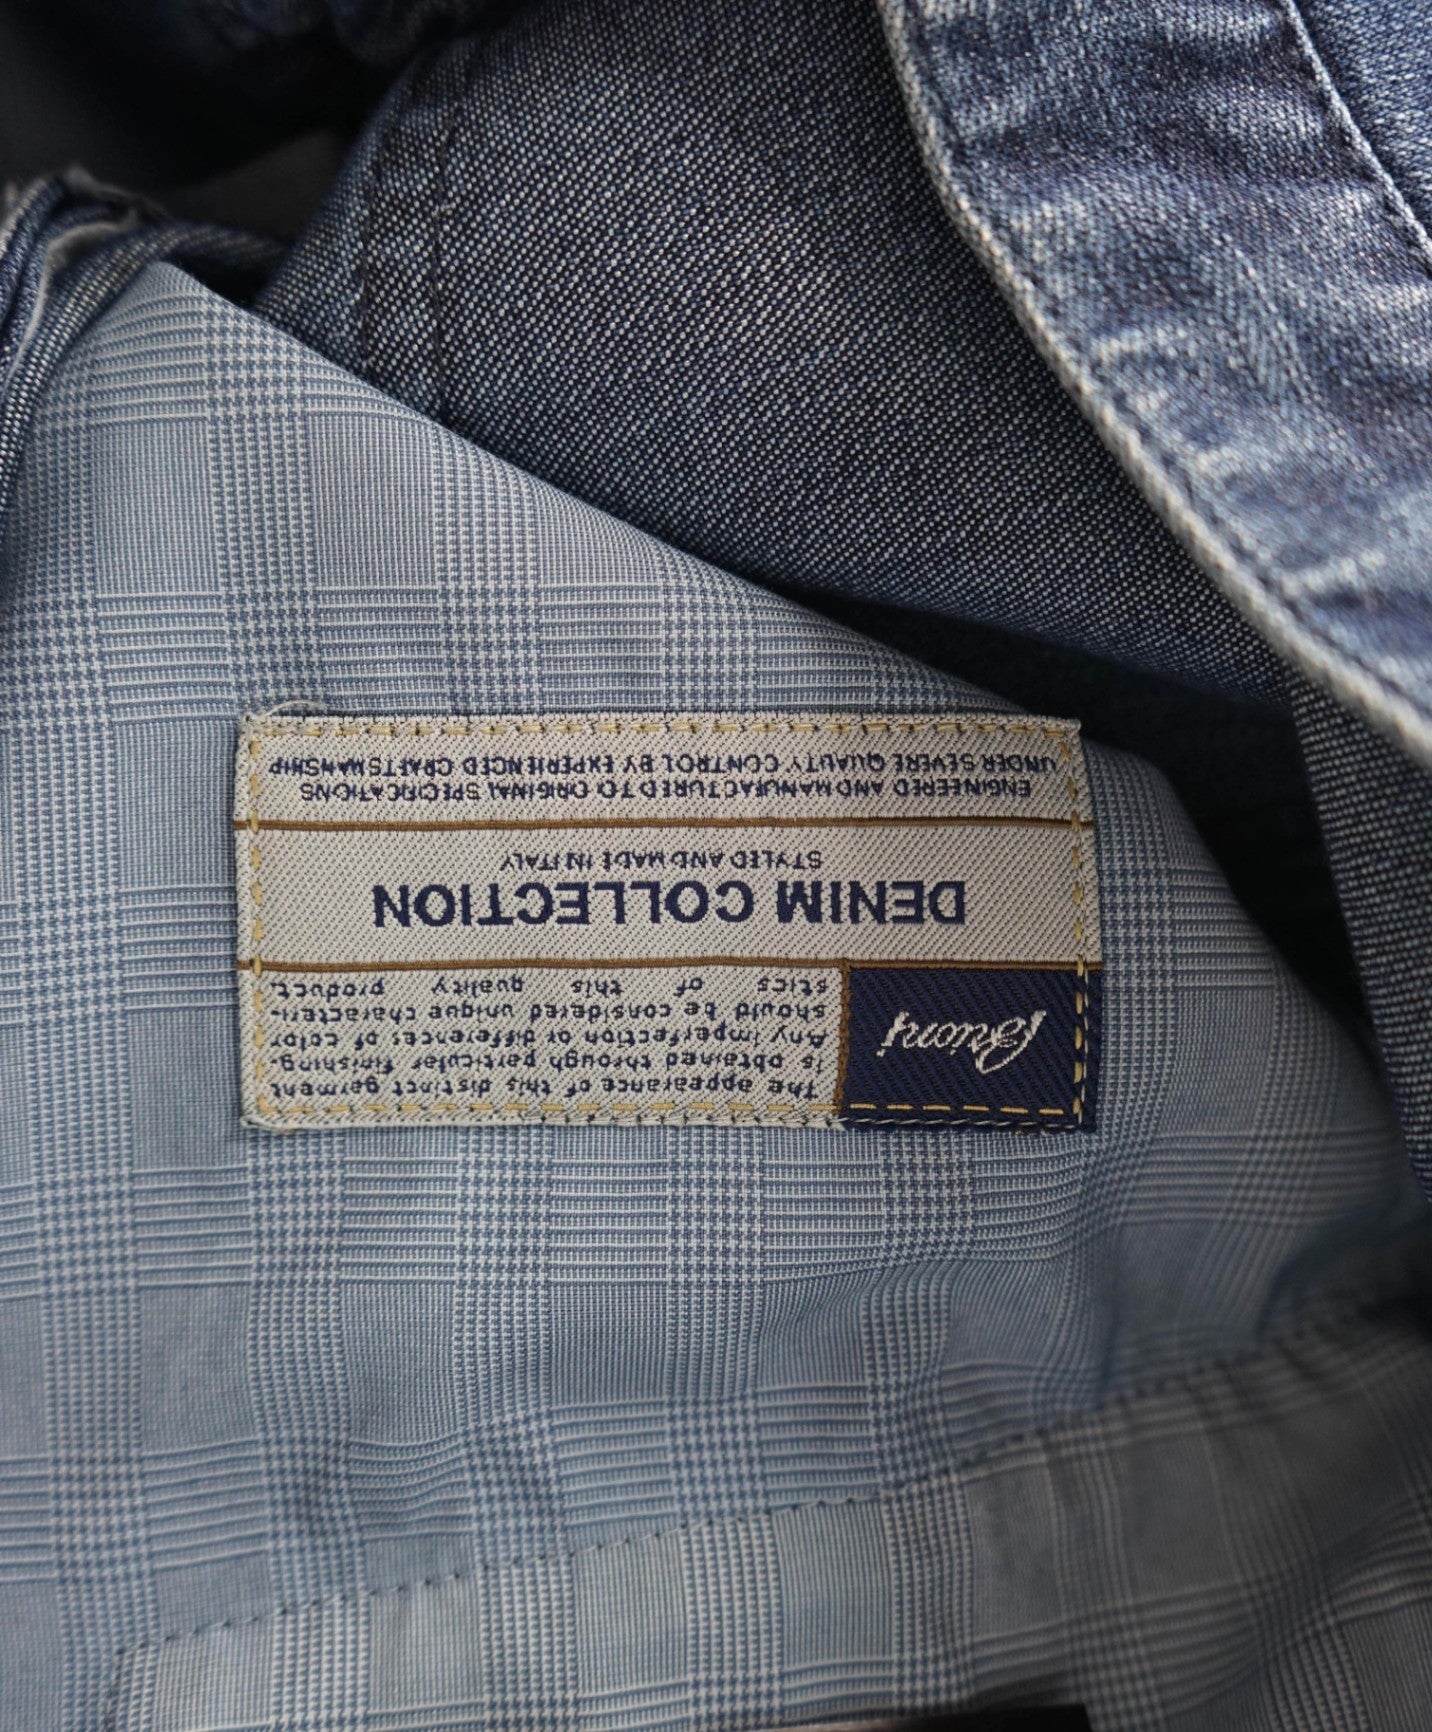 Brioni
The appearance of this distinct garment
is obtained through particular finishing.
Any imperfection or differences of color
should be considered unique characteri-
stics of this quality product.
DENIM COLLECTION
STYLED AND MADE IN ITALY
ENGINEERED AND MANUFACTURED TO ORIGINAL SPECIFICATIONS
UNDER SEVERE QUALITY CONTROL BY EXPERIENCED CRAFTSMANSHIP